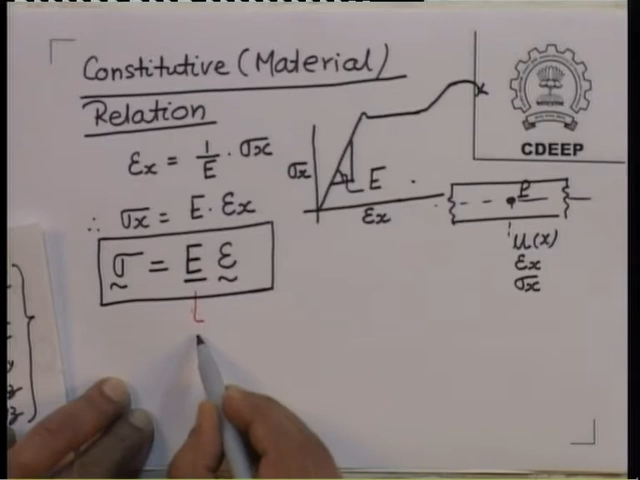 Constitutive (Material)
Relation
εx = 1/E · σx
∴ σx = E · εx
σ = E ε
σx
E
εx
CDEEP
P
u(x)
εx
σx